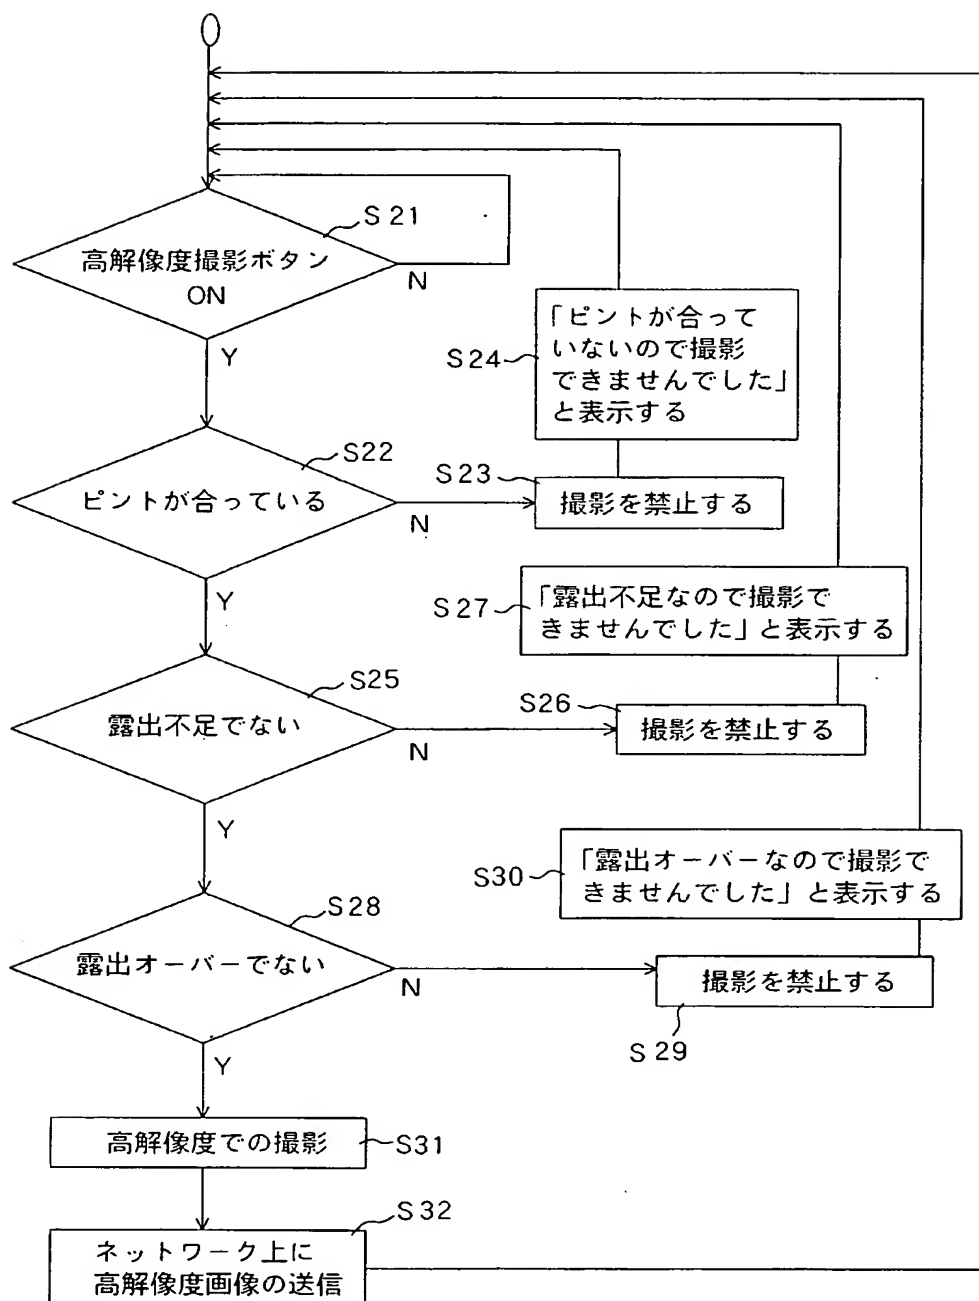 S21
高解像度撮影ボタン
ON
N
Y
「ピントが合って
いないので撮影
できませんでした」
と表示する
S24
S22
ピントが合っている
N
Y
S23
撮影を禁止する
S27
「露出不足なので撮影で
きませんでした」と表示する
S25
露出不足でない
N
Y
S26
撮影を禁止する
S30
「露出オーバーなので撮影で
きませんでした」と表示する
S28
露出オーバーでない
N
Y
撮影を禁止する
S29
高解像度での撮影
S31
S32
ネットワーク上に
高解像度画像の送信